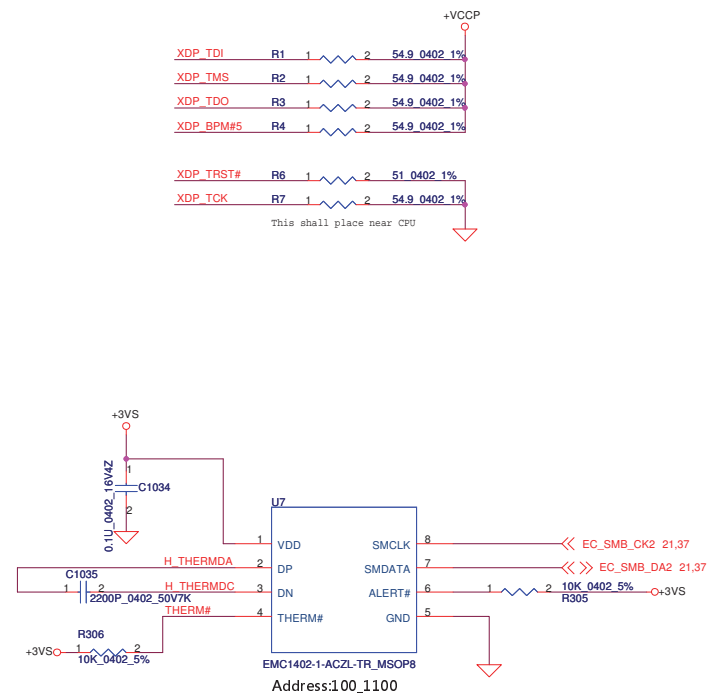 +VCCP
XDP_TDI R1 1 2 54.9_0402_1%
XDP_TMS R2 1 2 54.9_0402_1%
XDP_TDO R3 1 2 54.9_0402_1%
XDP_BPM#5 R4 1 2 54.9_0402_1%
XDP_TRST# R6 1 2 51_0402_1%
XDP_TCK R7 1 2 54.9_0402_1%
This shall place near CPU
+3VS
1
C1034
0.1U_0402_16V4Z
2
U7
1 VDD SMCLK 8 EC_SMB_CK2 21,37
H_THERMDA 2 DP SMDATA 7 EC_SMB_DA2 21,37
C1035
1 2 H_THERMDC 3 DN ALERT# 6 1 2 10K_0402_5% +3VS
2200P_0402_50V7K R305
THERM# 4 THERM# GND 5
R306
+3VS 1 2
10K_0402_5%
EMC1402-1-ACZL-TR_MSOP8
Address:100_1100